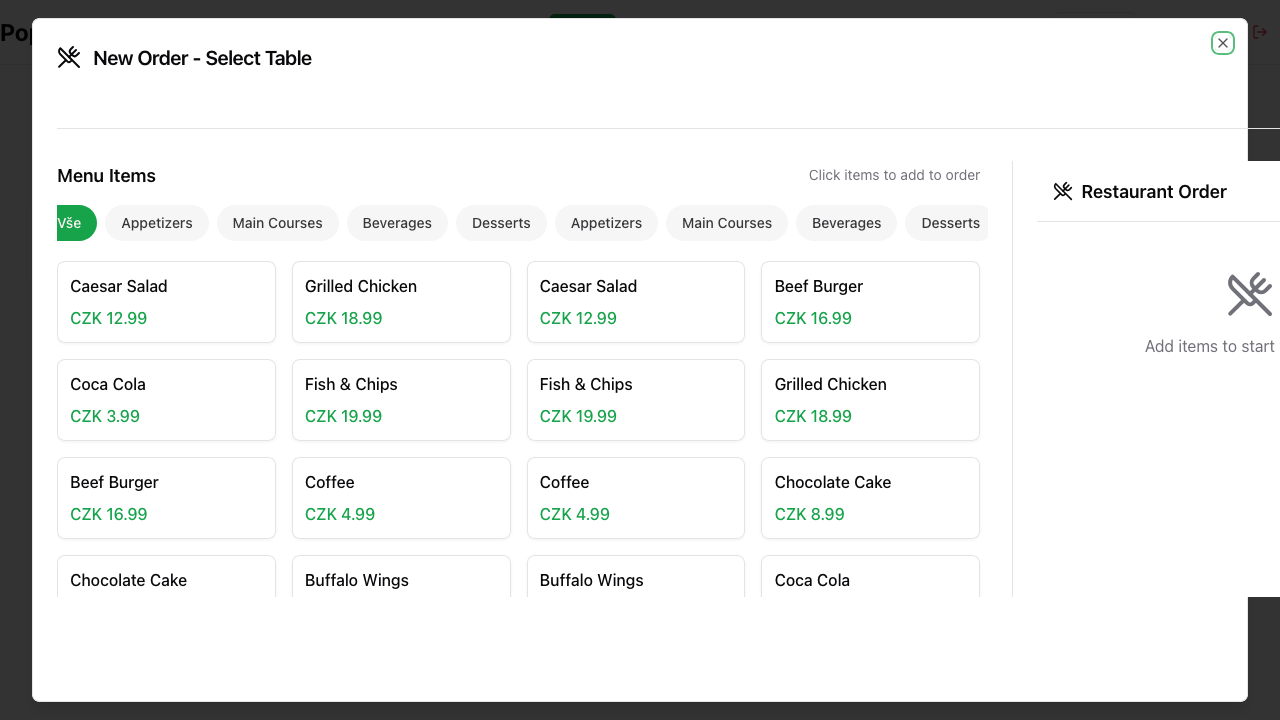 Pop
New Order - Select Table
Menu Items
Click items to add to order
Vše
Appetizers
Main Courses
Beverages
Desserts
Appetizers
Main Courses
Beverages
Desserts
Caesar Salad
CZK 12.99
Grilled Chicken
CZK 18.99
Caesar Salad
CZK 12.99
Beef Burger
CZK 16.99
Coca Cola
CZK 3.99
Fish & Chips
CZK 19.99
Fish & Chips
CZK 19.99
Grilled Chicken
CZK 18.99
Beef Burger
CZK 16.99
Coffee
CZK 4.99
Coffee
CZK 4.99
Chocolate Cake
CZK 8.99
Chocolate Cake
Buffalo Wings
Buffalo Wings
Coca Cola
Restaurant Order
Add items to start